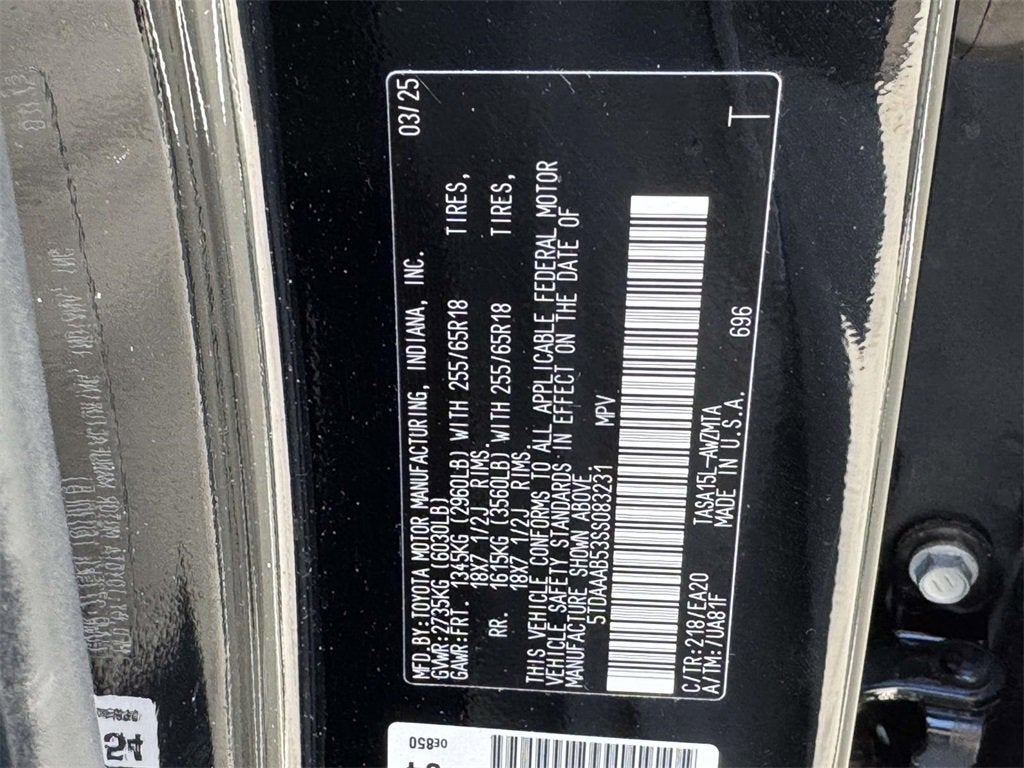 MFD.BY:TOYOTA MOTOR MANUFACTURING, INDIANA, INC. 03/25
GVWR:2735KG (6030LB)
GAWR:FRT. 1345KG (2960LB) WITH 255/65R18 TIRES,
18X7 1/2J RIMS.
RR. 1615KG (3560LB) WITH 255/65R18 TIRES,
18X7 1/2J RIMS.
THIS VEHICLE CONFORMS TO ALL APPLICABLE FEDERAL MOTOR
VEHICLE SAFETY STANDARDS IN EFFECT ON THE DATE OF
MANUFACTURE SHOWN ABOVE.
5TDAAAB53SS083231 MPV
C/TR:218/EA20 TASA15L-AWZM1A 696 T
A/TM:-/UA81F MADE IN U.S.A.
0E850